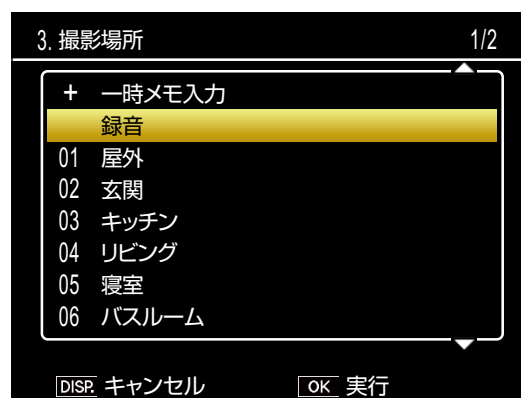 3. 撮影場所 1/2
+ 一時メモ入力
録音
01 屋外
02 玄関
03 キッチン
04 リビング
05 寝室
06 バスルーム
DISP. キャンセル OK 実行